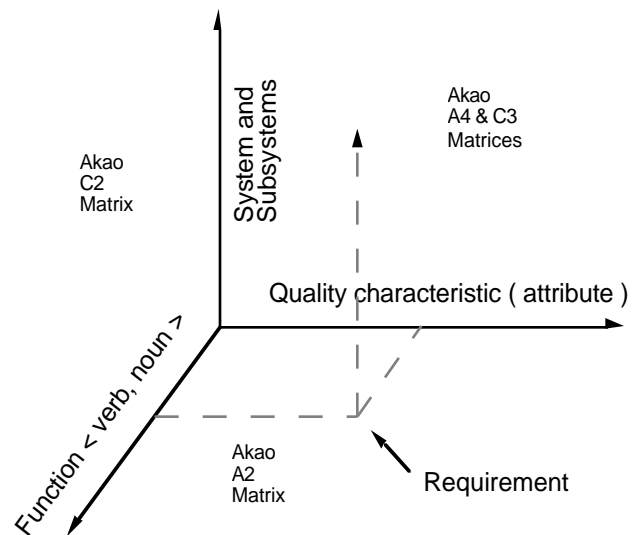 Akao
A4 & C3
Matrices
System and
Subsystems
Akao
C2
Matrix
Quality characteristic ( attribute )
Function < verb, noun >
Akao
A2
Matrix
Requirement